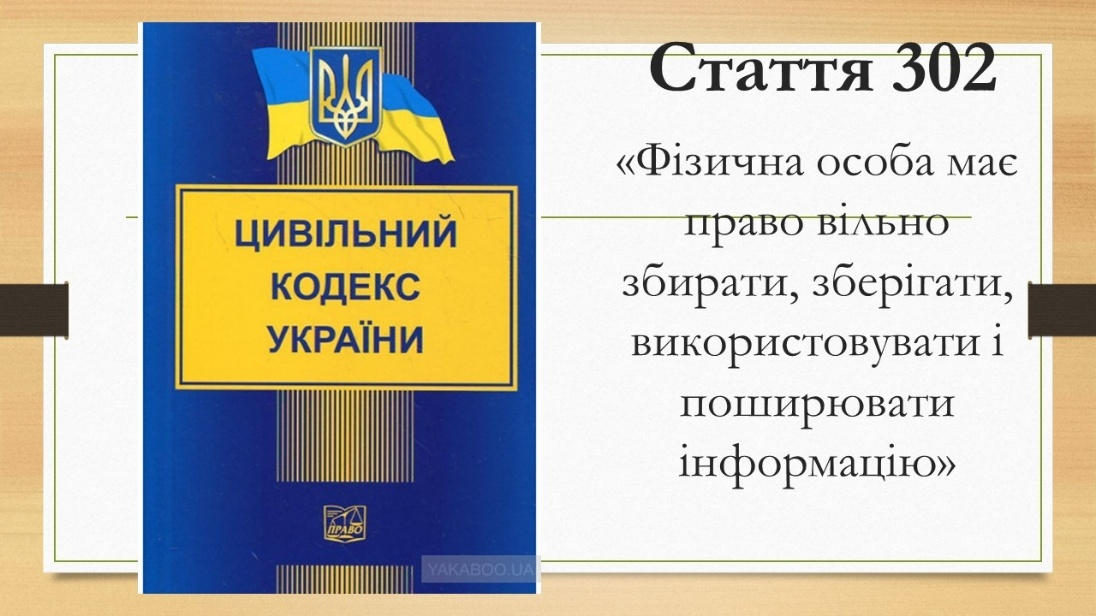 ЦИВІЛЬНИЙ
КОДЕКС
УКРАЇНИ
ПРАВО
YAKABOO.UA
Стаття 302
«Фізична особа має
право вільно
збирати, зберігати,
використовувати і
поширювати
інформацію»